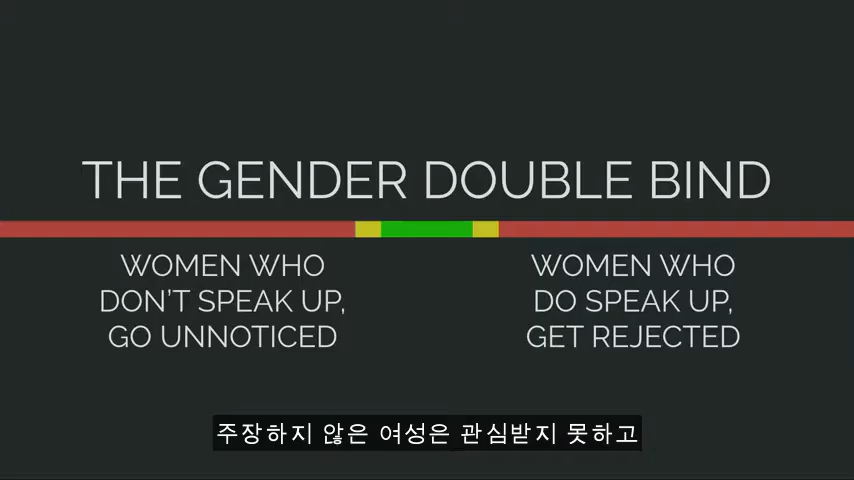 THE GENDER DOUBLE BIND
WOMEN WHO
DON'T SPEAK UP,
GO UNNOTICED
WOMEN WHO
DO SPEAK UP,
GET REJECTED
주장하지 않은 여성은 관심받지 못하고